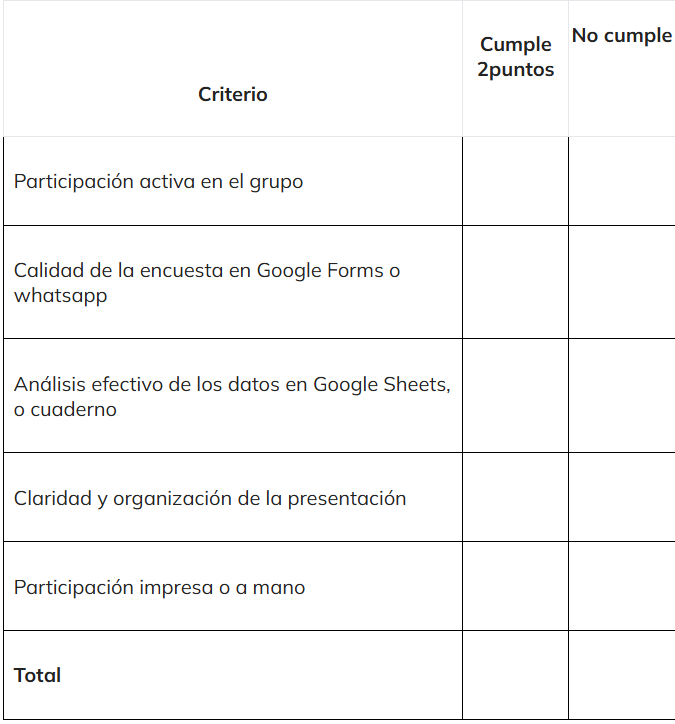 Criterio
Cumple
2puntos
No cumple
Participación activa en el grupo
Calidad de la encuesta en Google Forms o
whatsapp
Análisis efectivo de los datos en Google Sheets,
o cuaderno
Claridad y organización de la presentación
Participación impresa o a mano
Total